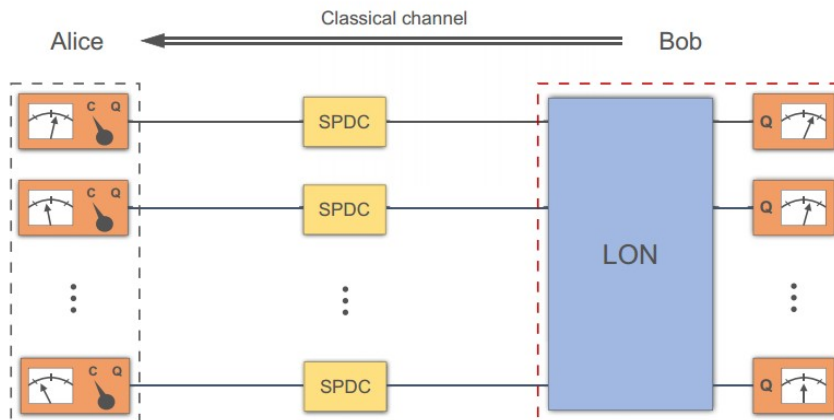 Classical channel
Alice
Bob
C Q
SPDC
Q
C Q
SPDC
Q
LON
C Q
SPDC
Q